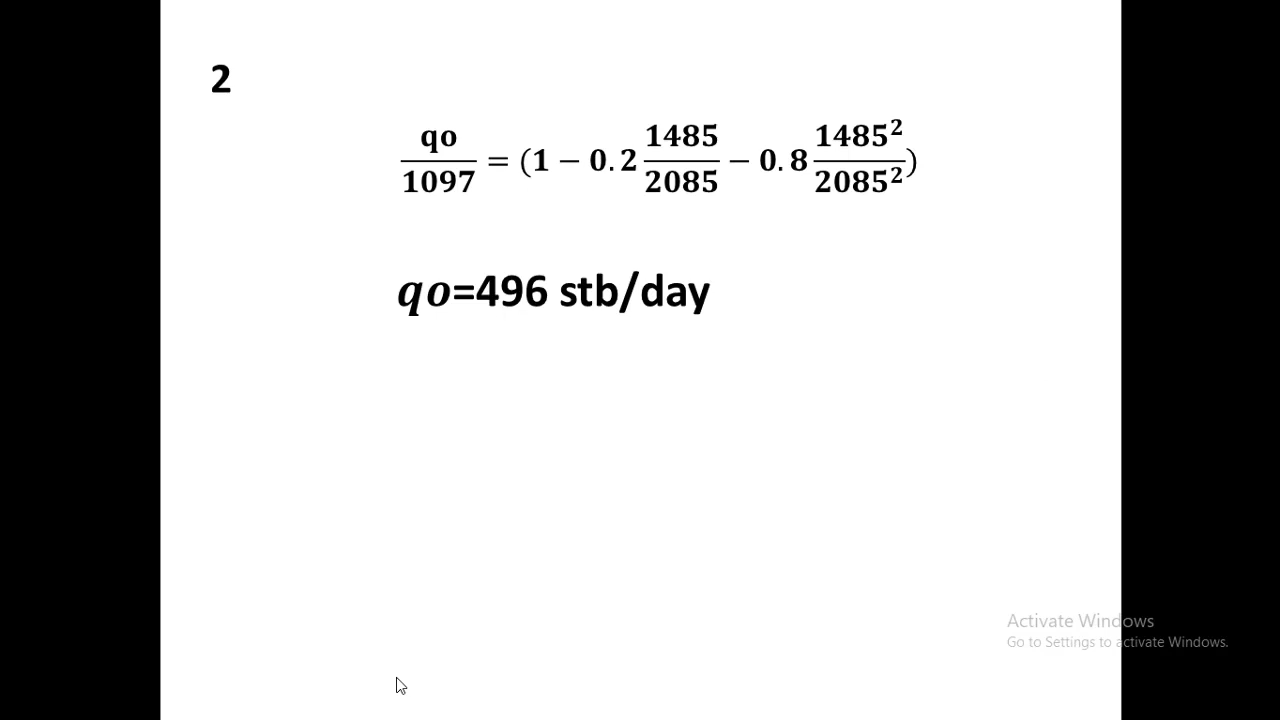 2
qo/1097 = (1 − 0.2 1485/2085 − 0.8 1485²/2085²)
qo=496 stb/day
Activate Windows
Go to Settings to activate Windows.